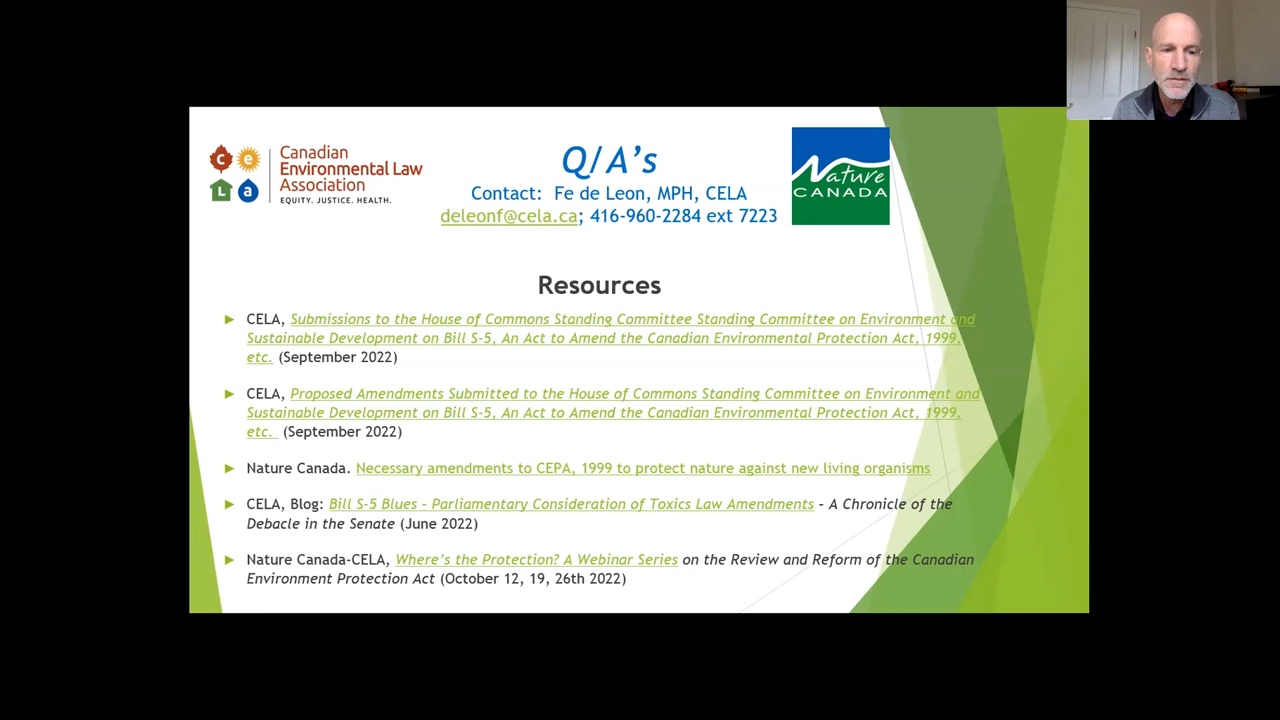 c e L a
Canadian
Environmental Law
Association
EQUITY. JUSTICE. HEALTH.
Q/A’s
Contact:  Fe de Leon, MPH, CELA
deleonf@cela.ca; 416-960-2284 ext 7223
Nature
CANADA
Resources
► CELA, Submissions to the House of Commons Standing Committee Standing Committee on Environment and
Sustainable Development on Bill S-5, An Act to Amend the Canadian Environmental Protection Act, 1999,
etc. (September 2022)
► CELA, Proposed Amendments Submitted to the House of Commons Standing Committee on Environment and
Sustainable Development on Bill S-5, An Act to Amend the Canadian Environmental Protection Act, 1999,
etc.  (September 2022)
► Nature Canada. Necessary amendments to CEPA, 1999 to protect nature against new living organisms
► CELA, Blog: Bill S-5 Blues – Parliamentary Consideration of Toxics Law Amendments – A Chronicle of the
Debacle in the Senate (June 2022)
► Nature Canada-CELA, Where’s the Protection? A Webinar Series on the Review and Reform of the Canadian
Environment Protection Act (October 12, 19, 26th 2022)